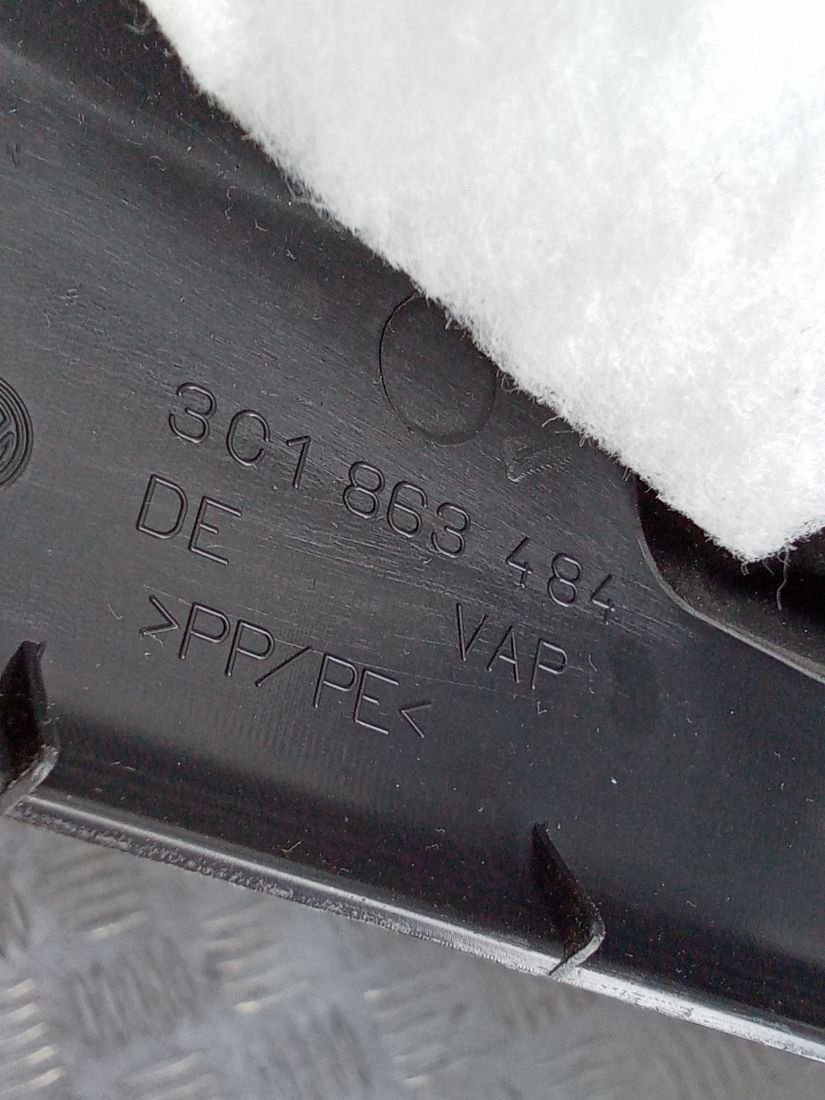 3C1 863 484
DE
VAP
>PP/PE<